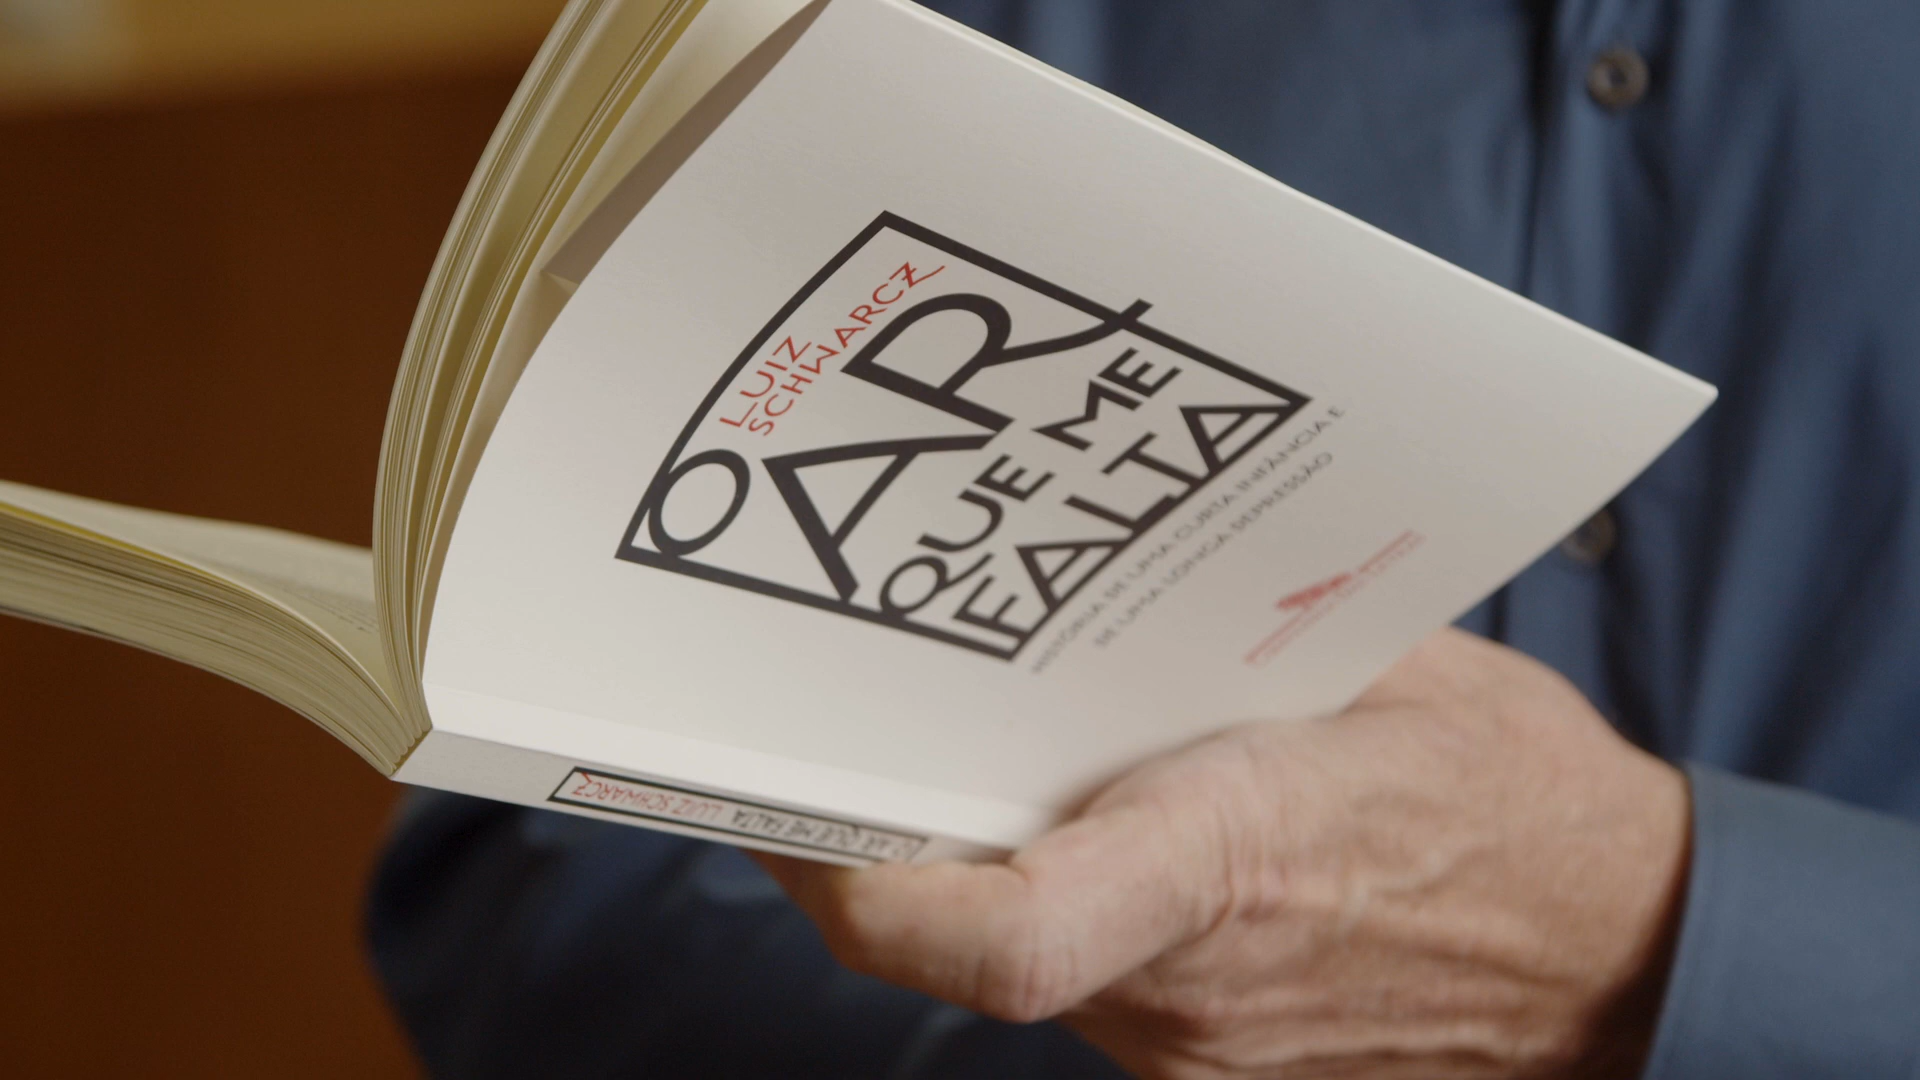 LUIZ
SCHWARCZ
O AR
QUE ME
FALTA
HISTÓRIA DE UMA CURTA INFÂNCIA E
DE UMA LONGA DEPRESSÃO
O AR QUE ME FALTA LUIZ SCHWARCZ